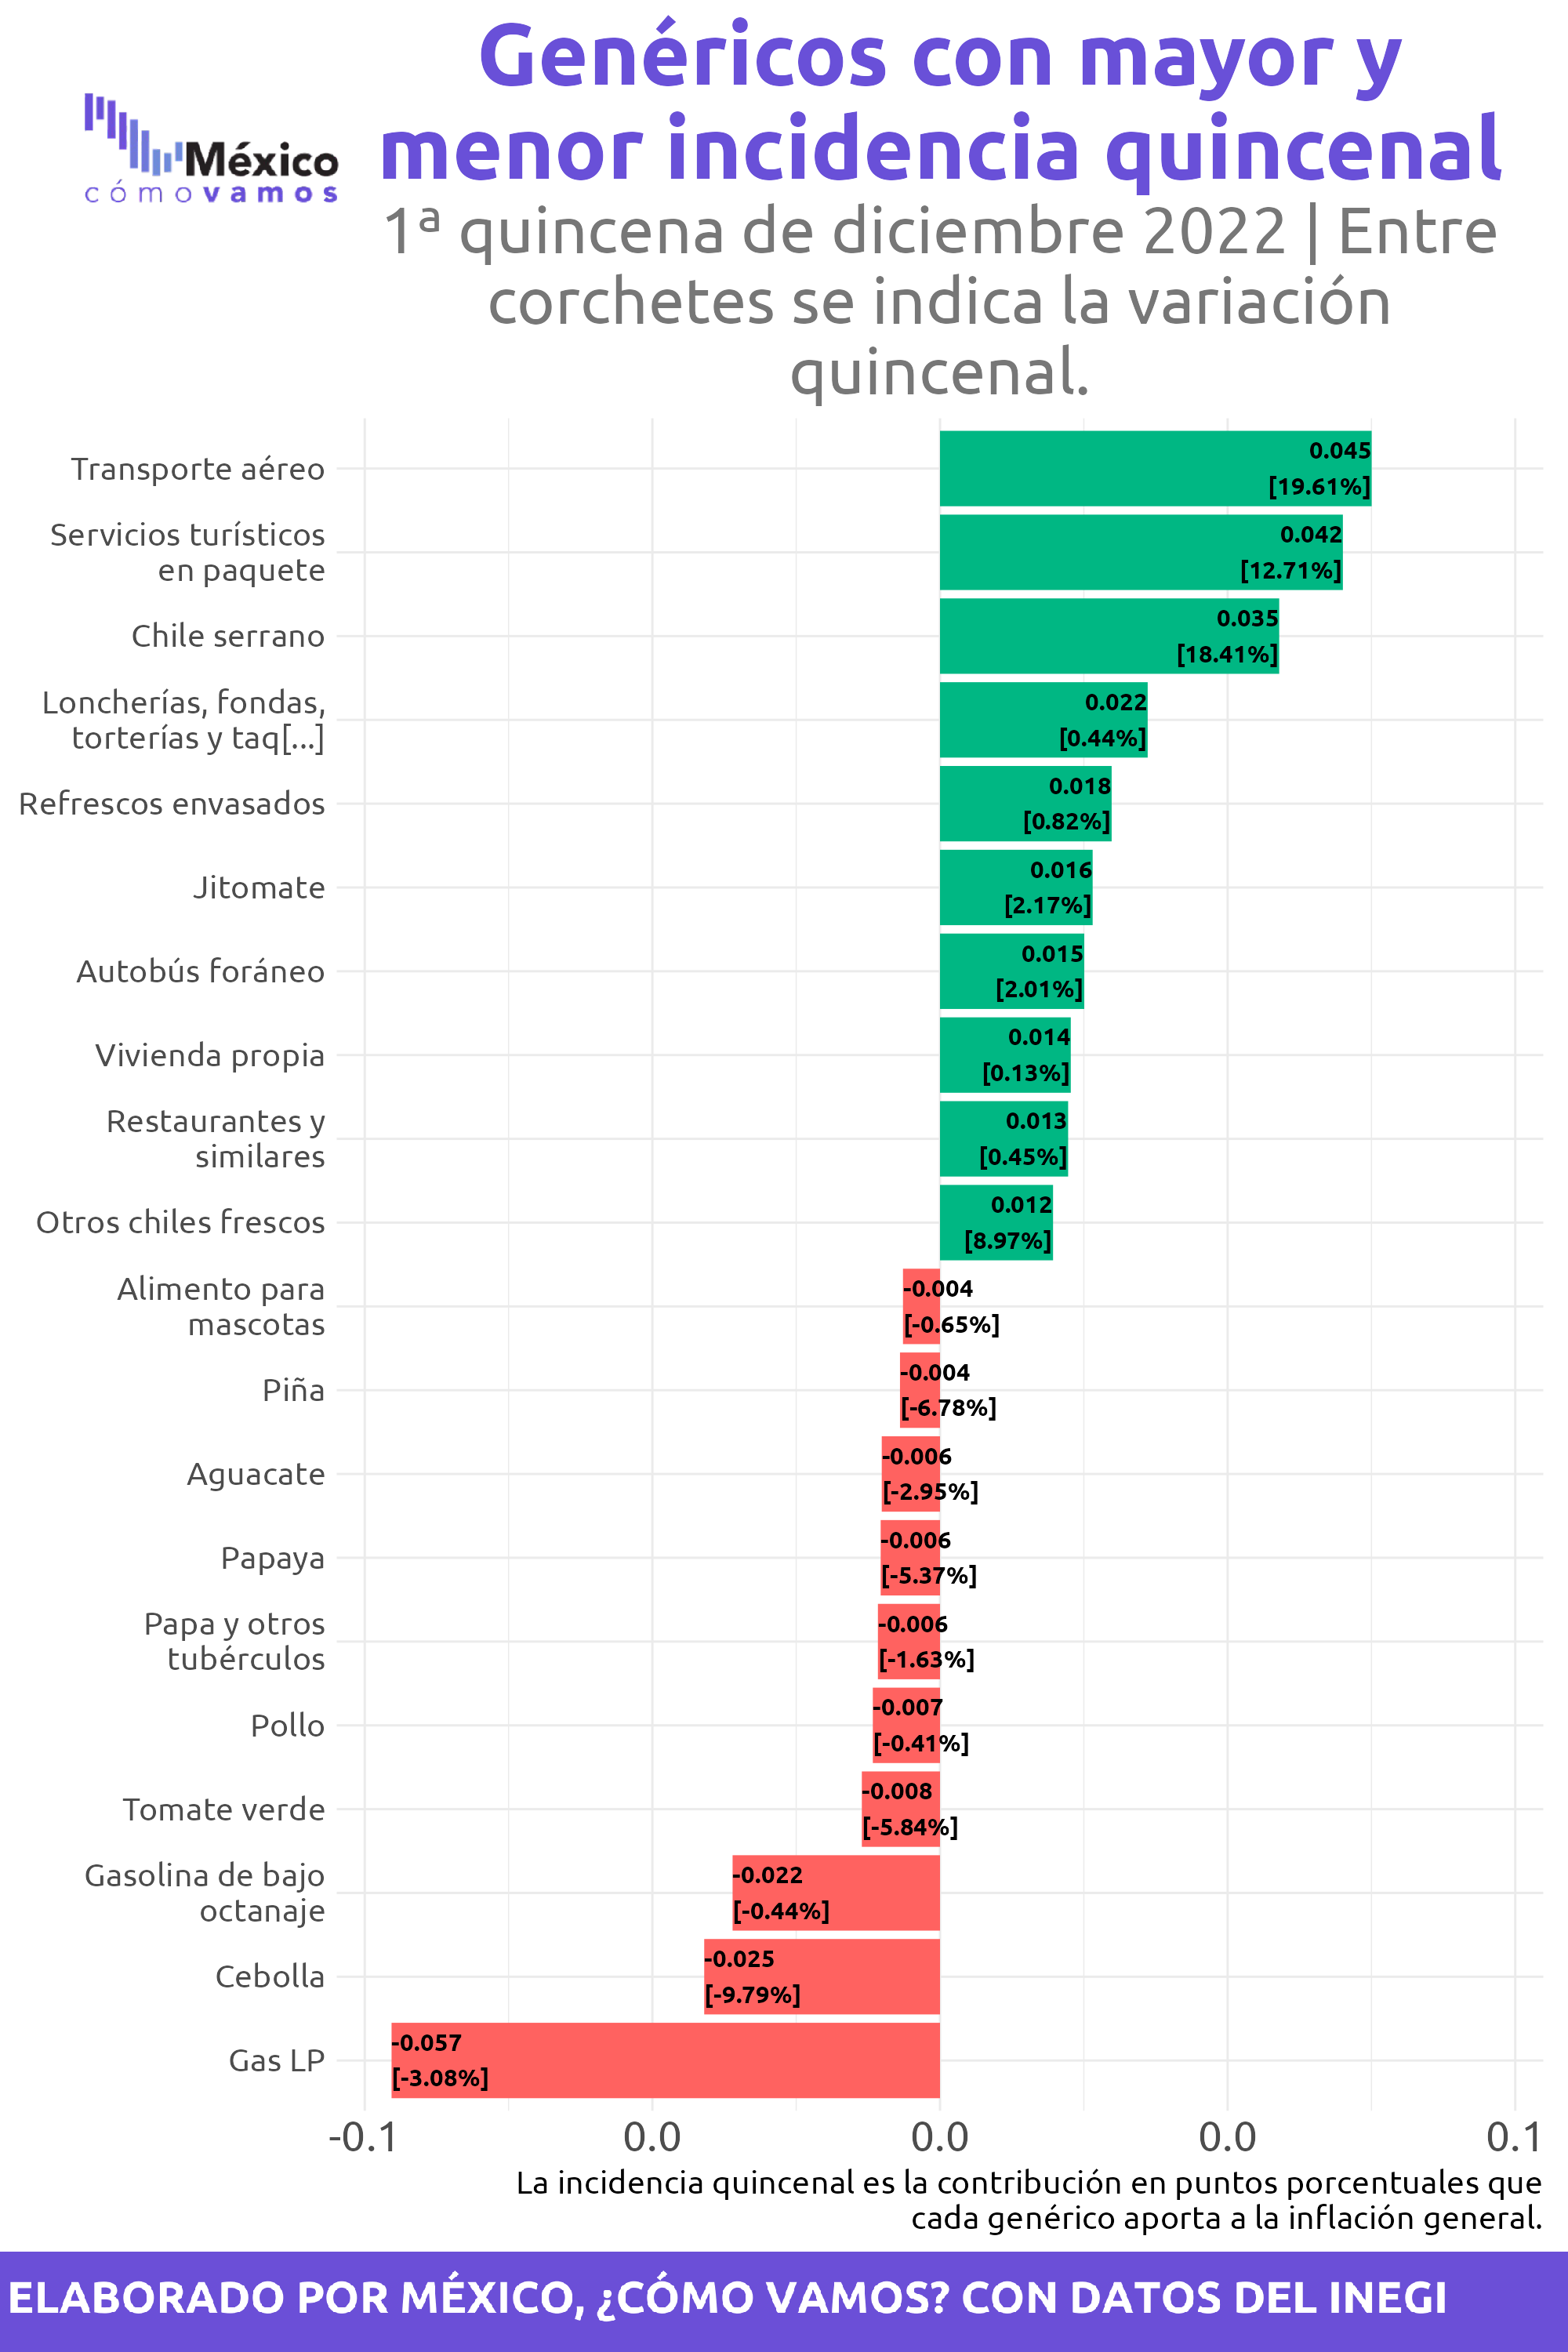 Genéricos con mayor y
menor incidencia quincenal
México
cómovamos
1ª quincena de diciembre 2022 | Entre
corchetes se indica la variación
quincenal.
Transporte aéreo
0.045
[19.61%]
Servicios turísticos
en paquete
0.042
[12.71%]
Chile serrano
0.035
[18.41%]
Loncherías, fondas,
torterías y taq[...]
0.022
[0.44%]
Refrescos envasados
0.018
[0.82%]
Jitomate
0.016
[2.17%]
Autobús foráneo
0.015
[2.01%]
Vivienda propia
0.014
[0.13%]
Restaurantes y
similares
0.013
[0.45%]
Otros chiles frescos
0.012
[8.97%]
Alimento para
mascotas
-0.004
[-0.65%]
Piña
-0.004
[-6.78%]
Aguacate
-0.006
[-2.95%]
Papaya
-0.006
[-5.37%]
Papa y otros
tubérculos
-0.006
[-1.63%]
Pollo
-0.007
[-0.41%]
Tomate verde
-0.008
[-5.84%]
Gasolina de bajo
octanaje
-0.022
[-0.44%]
Cebolla
-0.025
[-9.79%]
Gas LP
-0.057
[-3.08%]
-0.1 0.0 0.0 0.0 0.1
La incidencia quincenal es la contribución en puntos porcentuales que
cada genérico aporta a la inflación general.
ELABORADO POR MÉXICO, ¿CÓMO VAMOS? CON DATOS DEL INEGI